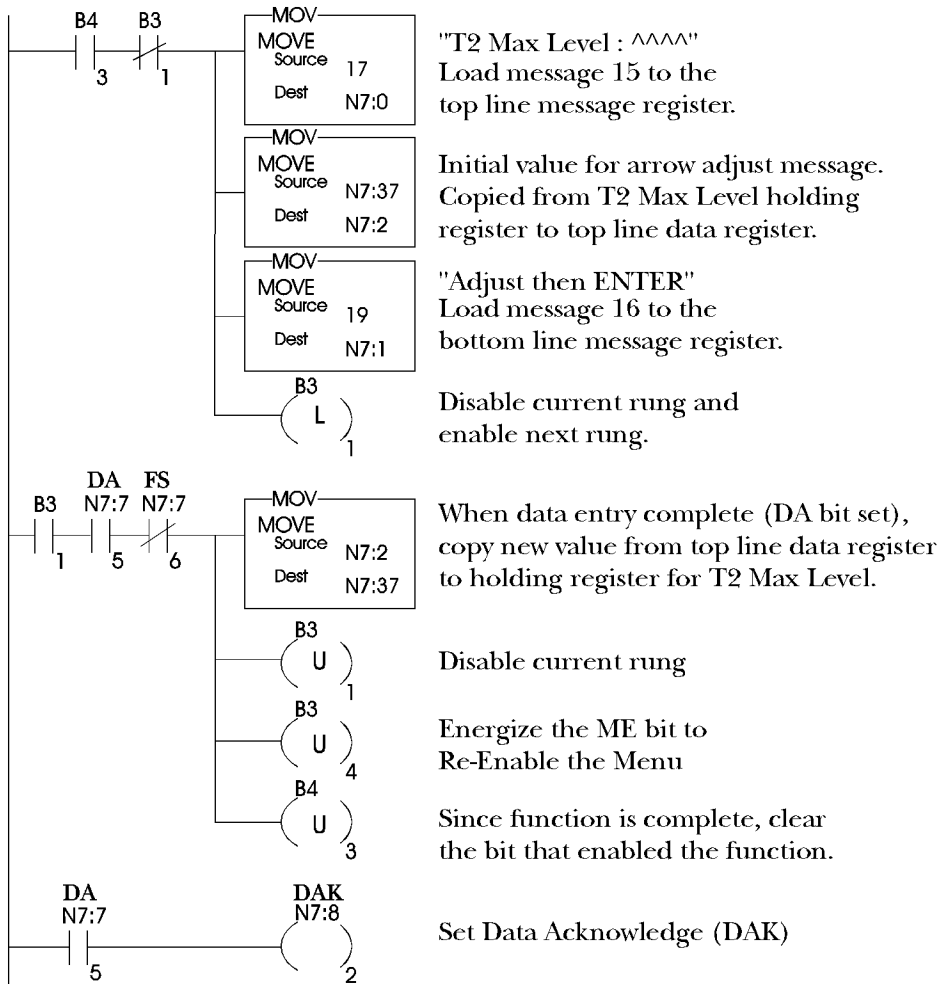 B4 B3
3 1
MOV
MOVE
Source 17
Dest N7:0
"T2 Max Level : ^^^^"
Load message 15 to the
top line message register.
MOV
MOVE
Source N7:37
Dest N7:2
Initial value for arrow adjust message.
Copied from T2 Max Level holding
register to top line data register.
MOV
MOVE
Source 19
Dest N7:1
"Adjust then ENTER"
Load message 16 to the
bottom line message register.
B3
L
1
Disable current rung and
enable next rung.
DA FS
B3 N7:7 N7:7
1 5 6
MOV
MOVE
Source N7:2
Dest N7:37
When data entry complete (DA bit set),
copy new value from top line data register
to holding register for T2 Max Level.
B3
U
1
Disable current rung
B3
U
4
Energize the ME bit to
Re-Enable the Menu
B4
U
3
Since function is complete, clear
the bit that enabled the function.
DA
N7:7
5
DAK
N7:8
2
Set Data Acknowledge (DAK)